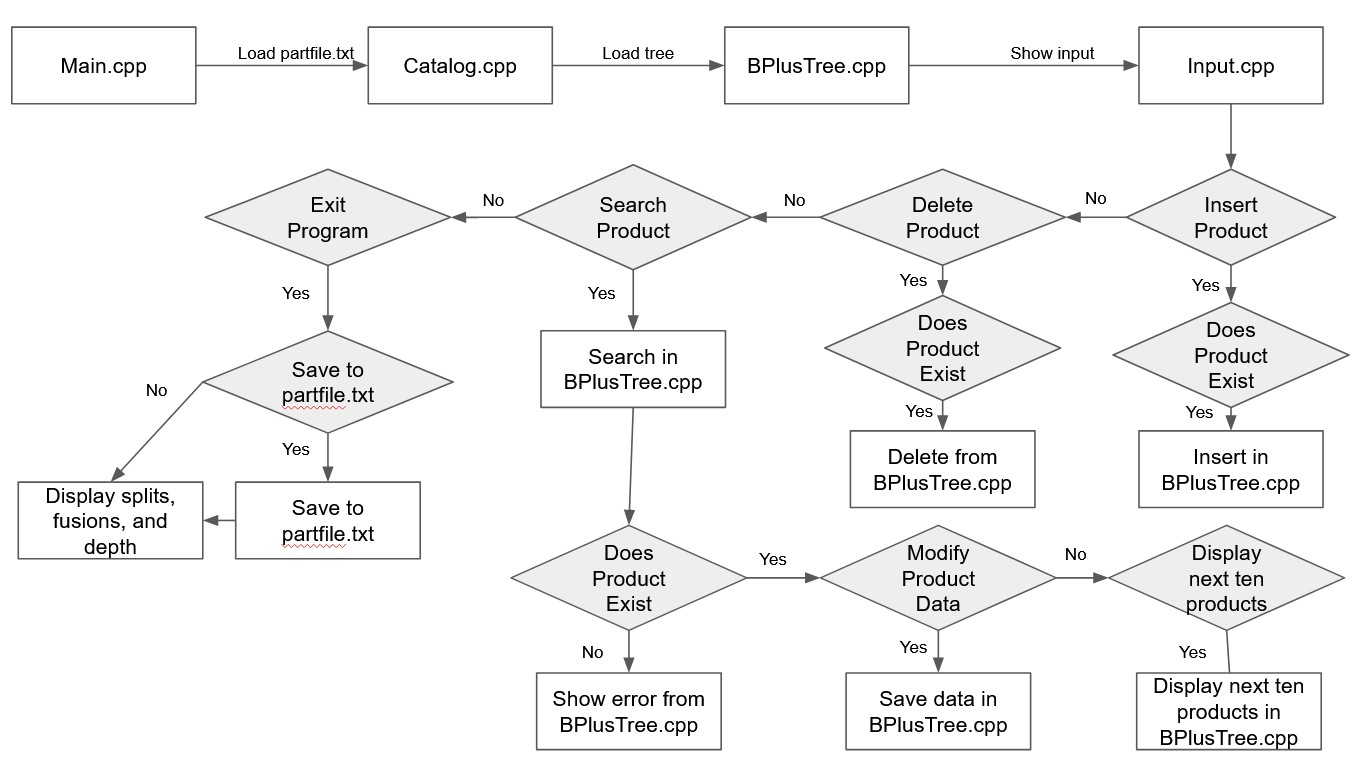 Main.cpp
Load partfile.txt
Catalog.cpp
Load tree
BPlusTree.cpp
Show input
Input.cpp
Exit
Program
No
Search
Product
No
Delete
Product
No
Insert
Product
Yes
Yes
Yes
Yes
Save to
partfile.txt
Search in
BPlusTree.cpp
Does
Product
Exist
Does
Product
Exist
No
Yes
Yes
Yes
Display splits,
fusions, and
depth
Save to
partfile.txt
Delete from
BPlusTree.cpp
Insert in
BPlusTree.cpp
Does
Product
Exist
Yes
Modify
Product
Data
No
Display
next ten
products
No
Yes
Yes
Show error from
BPlusTree.cpp
Save data in
BPlusTree.cpp
Display next ten
products in
BPlusTree.cpp